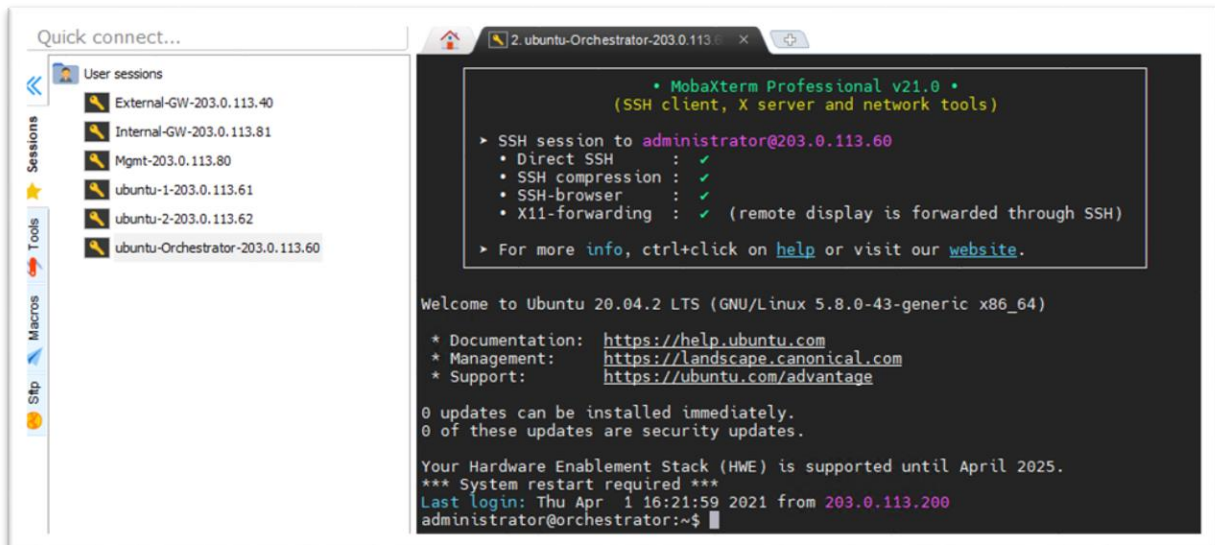 Quick connect...
User sessions
External-GW-203.0.113.40
Internal-GW-203.0.113.81
Mgmt-203.0.113.80
ubuntu-1-203.0.113.61
ubuntu-2-203.0.113.62
ubuntu-Orchestrator-203.0.113.60
Sessions
Tools
Macros
Sftp
2. ubuntu-Orchestrator-203.0.113.6
• MobaXterm Professional v21.0 •
(SSH client, X server and network tools)
➤ SSH session to administrator@203.0.113.60
• Direct SSH : ✔
• SSH compression : ✔
• SSH-browser : ✔
• X11-forwarding : ✔ (remote display is forwarded through SSH)
➤ For more info, ctrl+click on help or visit our website.
Welcome to Ubuntu 20.04.2 LTS (GNU/Linux 5.8.0-43-generic x86_64)
* Documentation: https://help.ubuntu.com
* Management: https://landscape.canonical.com
* Support: https://ubuntu.com/advantage
0 updates can be installed immediately.
0 of these updates are security updates.
Your Hardware Enablement Stack (HWE) is supported until April 2025.
*** System restart required ***
Last login: Thu Apr 1 16:21:59 2021 from 203.0.113.200
administrator@orchestrator:~$